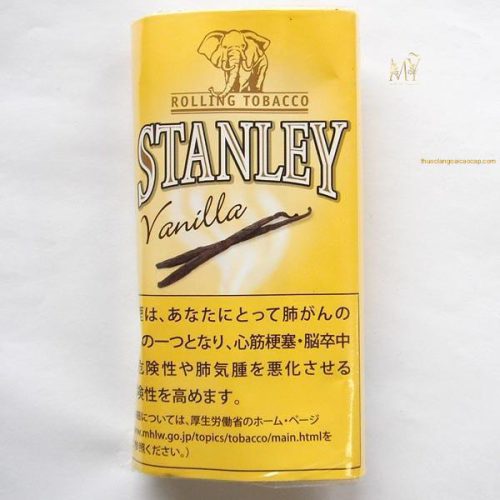 MỸ
ROLLING TOBACCO
STANLEY
Vanilla
thuoclangoaicaocap.com
は、あなたにとって肺がんの
の一つとなり、心筋梗塞・脳卒中
険性や肺気腫を悪化させる
険性を高めます。
については、厚生労働省のホーム・ページ
w.mhlw.go.jp/topics/tobacco/main.htmlを
照ください。）